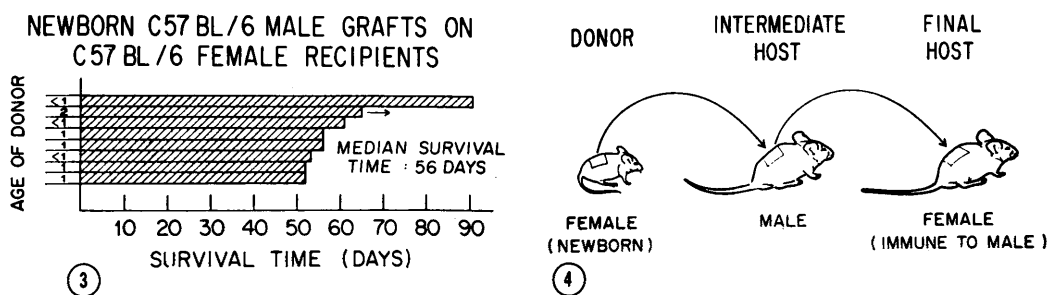 NEWBORN C57 BL/6 MALE GRAFTS ON
C57 BL/6 FEMALE RECIPIENTS
AGE OF DONOR
<1
2
<1
1
1
<1
1
1
MEDIAN SURVIVAL
TIME : 56 DAYS
10 20 30 40 50 60 70 80 90
SURVIVAL TIME (DAYS)
3
DONOR
INTERMEDIATE
HOST
FINAL
HOST
FEMALE
(NEWBORN)
MALE
FEMALE
(IMMUNE TO MALE)
4